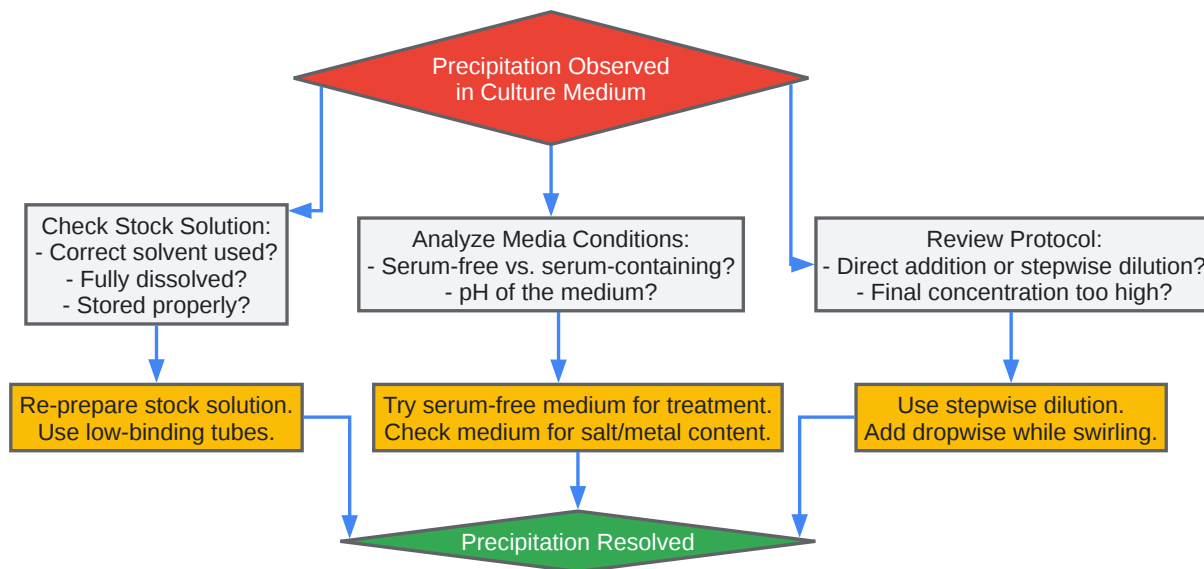 Precipitation Observed
in Culture Medium
Check Stock Solution:
- Correct solvent used?
- Fully dissolved?
- Stored properly?
Analyze Media Conditions:
- Serum-free vs. serum-containing?
- pH of the medium?
Review Protocol:
- Direct addition or stepwise dilution?
- Final concentration too high?
Re-prepare stock solution.
Use low-binding tubes.
Try serum-free medium for treatment.
Check medium for salt/metal content.
Use stepwise dilution.
Add dropwise while swirling.
Precipitation Resolved